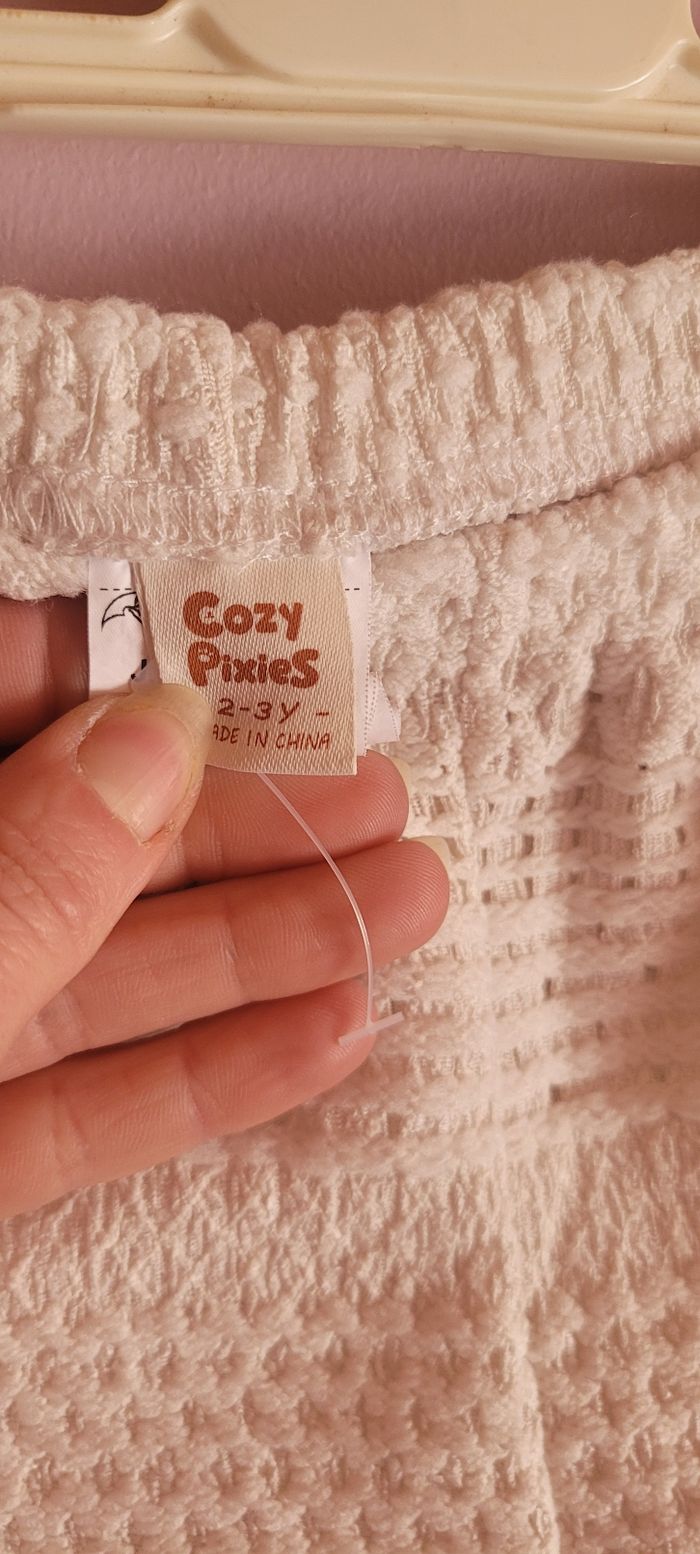 Cozy
Pixies
2-3Y -
ADE IN CHINA